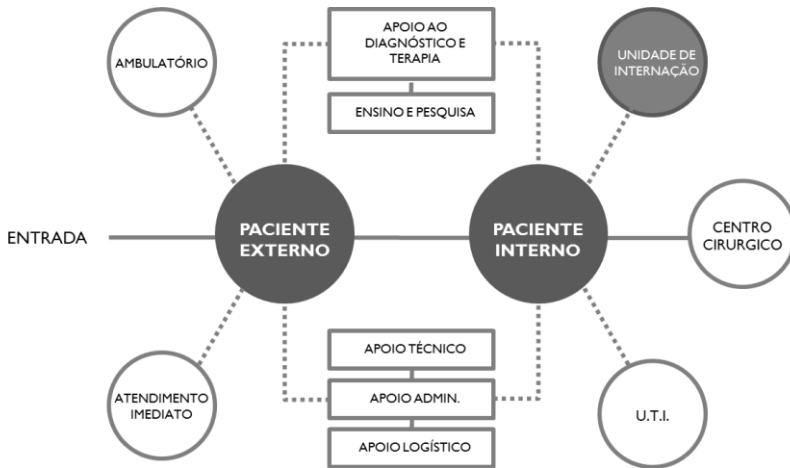 AMBULATÓRIO
APOIO AO
DIAGNÓSTICO E
TERAPIA
ENSINO E PESQUISA
UNIDADE DE
INTERNAÇÃO
ENTRADA
PACIENTE
EXTERNO
PACIENTE
INTERNO
CENTRO
CIRURGICO
ATENDIMENTO
IMEDIATO
APOIO TÉCNICO
APOIO ADMIN.
APOIO LOGÍSTICO
U.T.I.